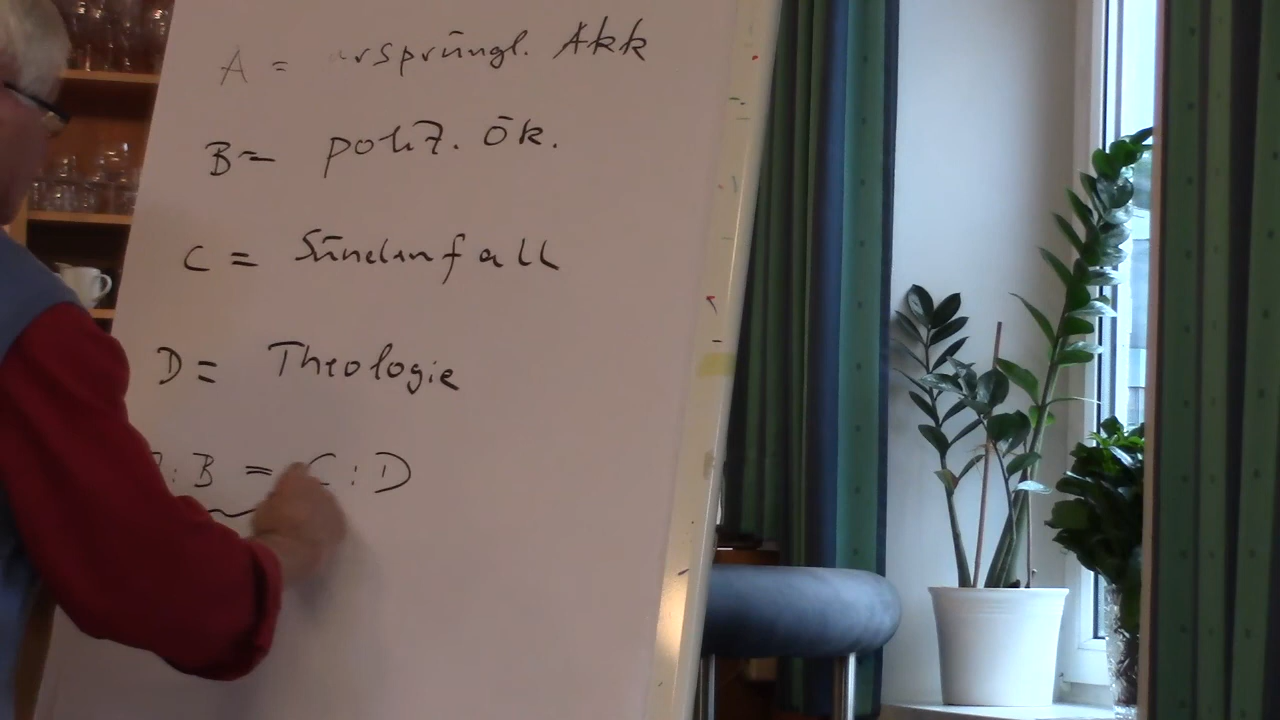 A = ursprüngl. Akk
B = polit. Ök.
C = Sündenfall
D = Theologie
A : B = C : D